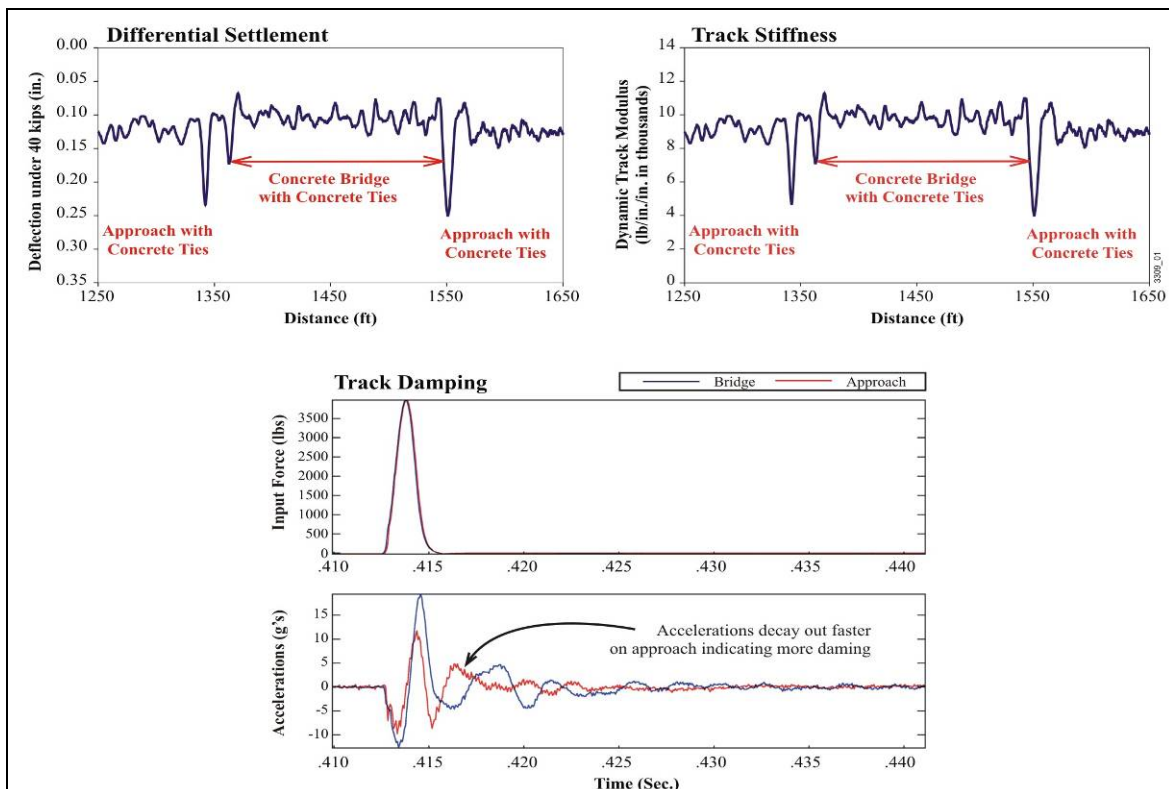 Differential Settlement
Deflection under 40 kips (in.)
0.00
0.05
0.10
0.15
0.20
0.25
0.30
0.35
Concrete Bridge
with Concrete Ties
Approach with
Concrete Ties
Approach with
Concrete Ties
1250
1350
1450
1550
1650
Distance (ft)
Track Stiffness
Dynamic Track Modulus
(lb/in./in. in thousands)
14
12
10
8
6
4
2
0
Concrete Bridge
with Concrete Ties
Approach with
Concrete Ties
Approach with
Concrete Ties
3309_01
1250
1350
1450
1550
1650
Distance (ft)
Track Damping
Bridge
Approach
Input Force (lbs)
3500
3000
2500
2000
1500
1000
500
0
.410
.415
.420
.425
.430
.435
.440
Accelerations (g's)
15
10
5
0
-5
-10
Accelerations decay out faster
on approach indicating more daming
.410
.415
.420
.425
.430
.435
.440
Time (Sec.)